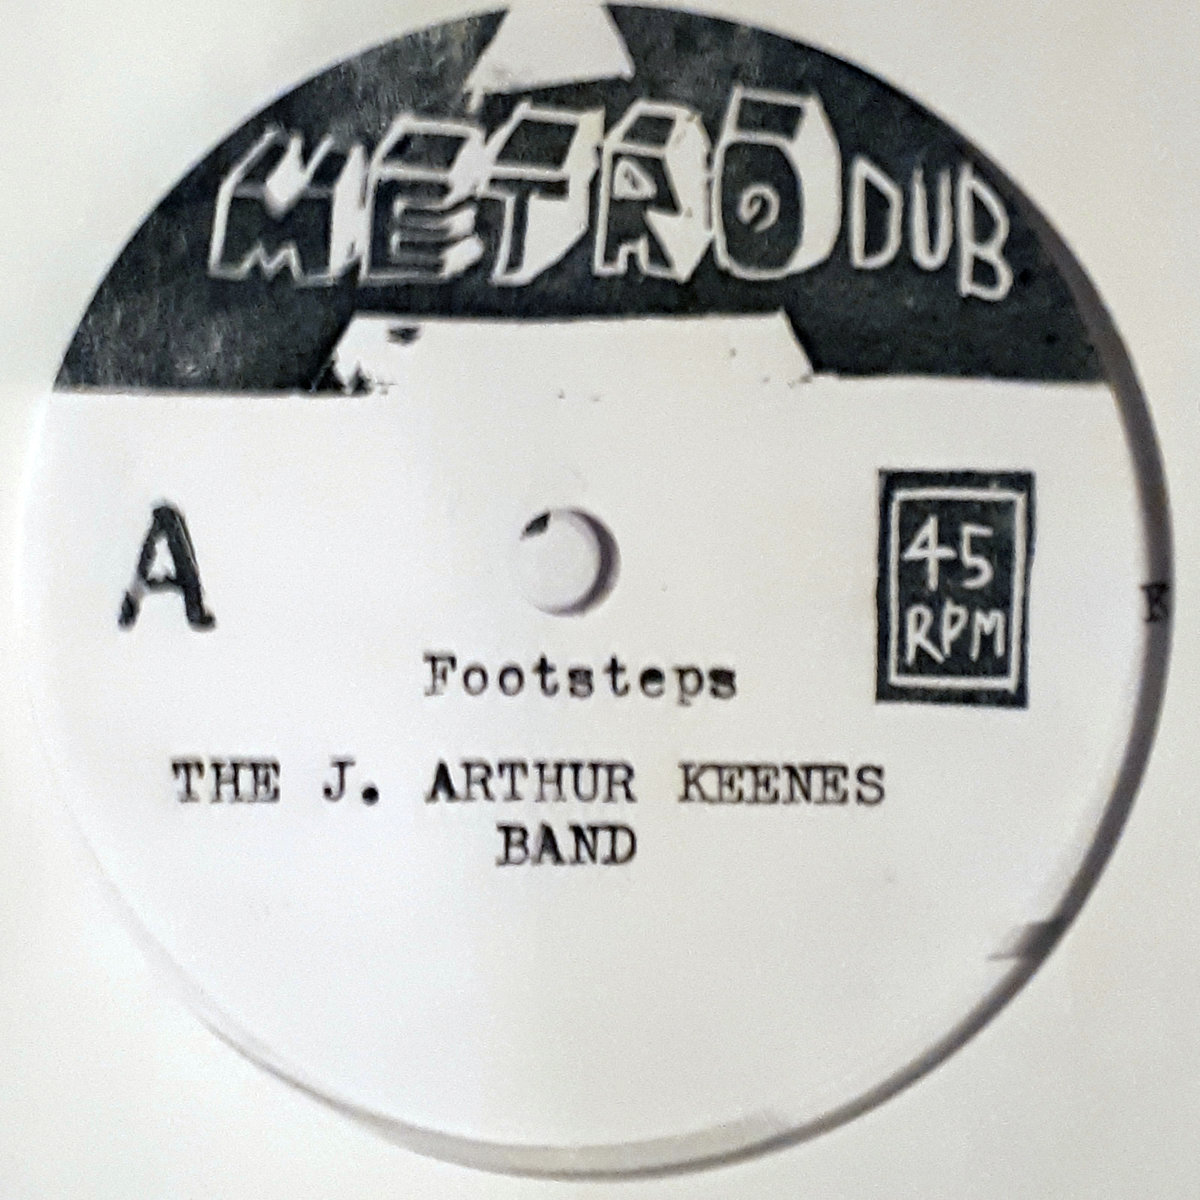 METRO DUB
A
45
RPM
Footsteps
THE J. ARTHUR KEENES
BAND